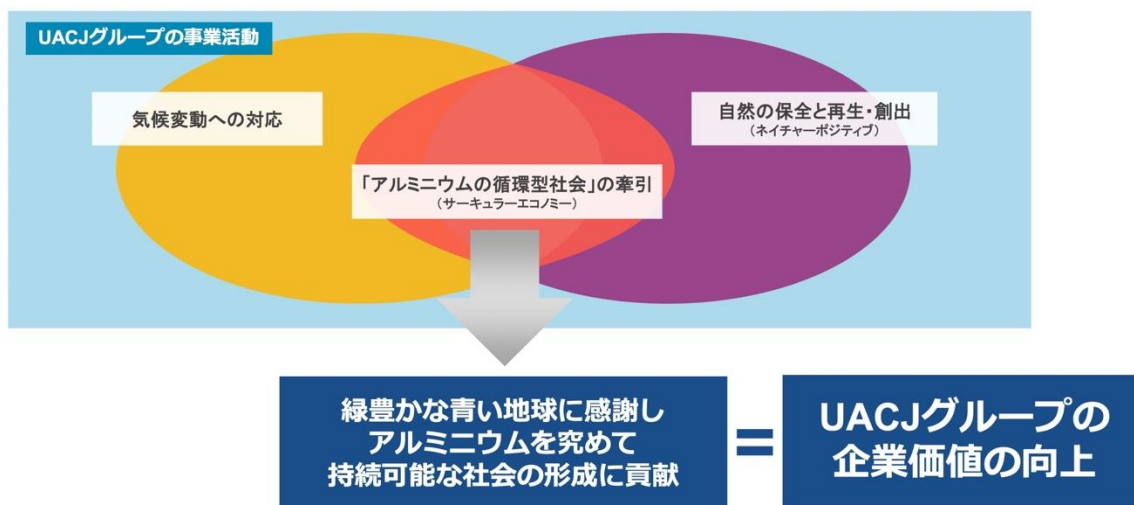 UACJグループの事業活動
気候変動への対応
自然の保全と再生・創出
（ネイチャーポジティブ）
「アルミニウムの循環型社会」の牽引
（サーキュラーエコノミー）
緑豊かな青い地球に感謝し
アルミニウムを究めて
持続可能な社会の形成に貢献
=
UACJグループの
企業価値の向上